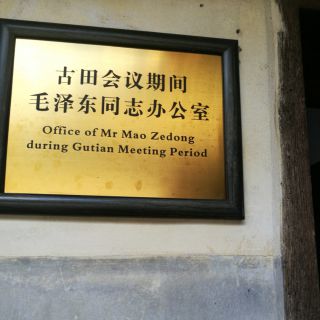 古田会议期间
毛泽东同志办公室
Office of Mr Mao Zedong
during Gutian Meeting Period